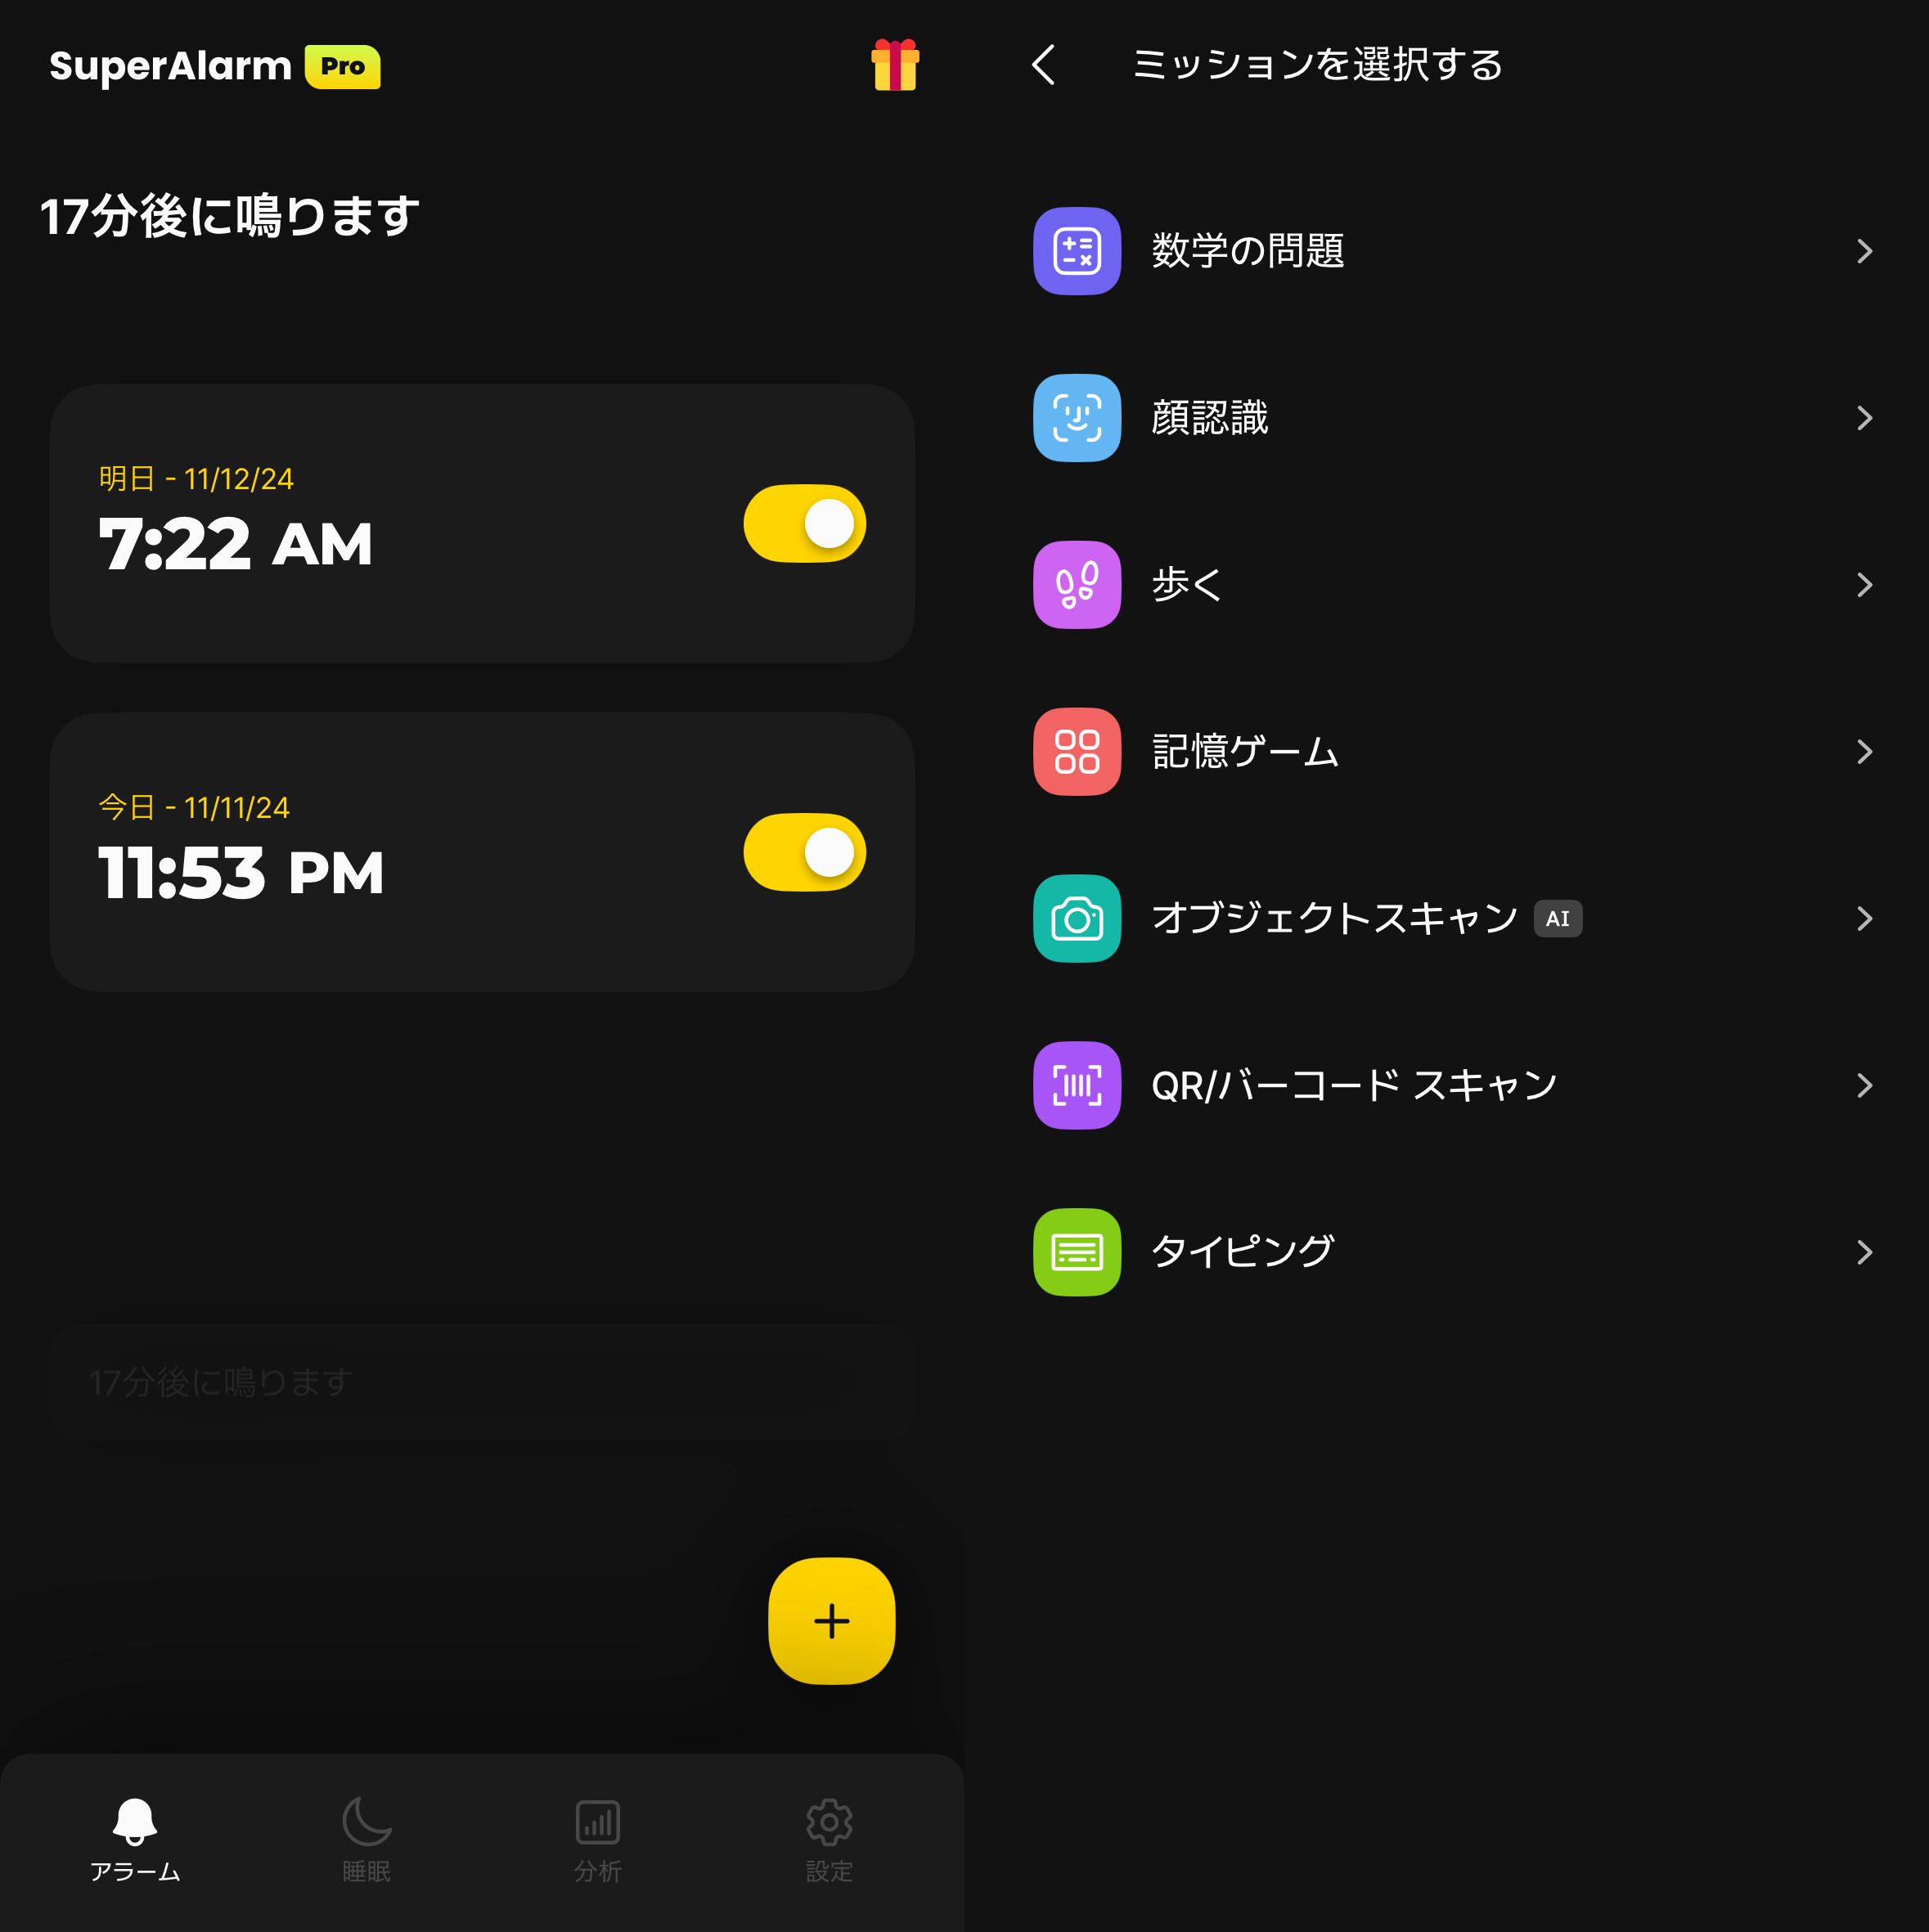 SuperAlarm Pro
17分後に鳴ります
明日 - 11/12/24
7:22 AM
今日 - 11/11/24
11:53 PM
17分後に鳴ります
アラーム
睡眠
分析
設定
ミッションを選択する
数学の問題
顔認識
歩く
記憶ゲーム
オブジェクトスキャン AI
QR/バーコード スキャン
タイピング